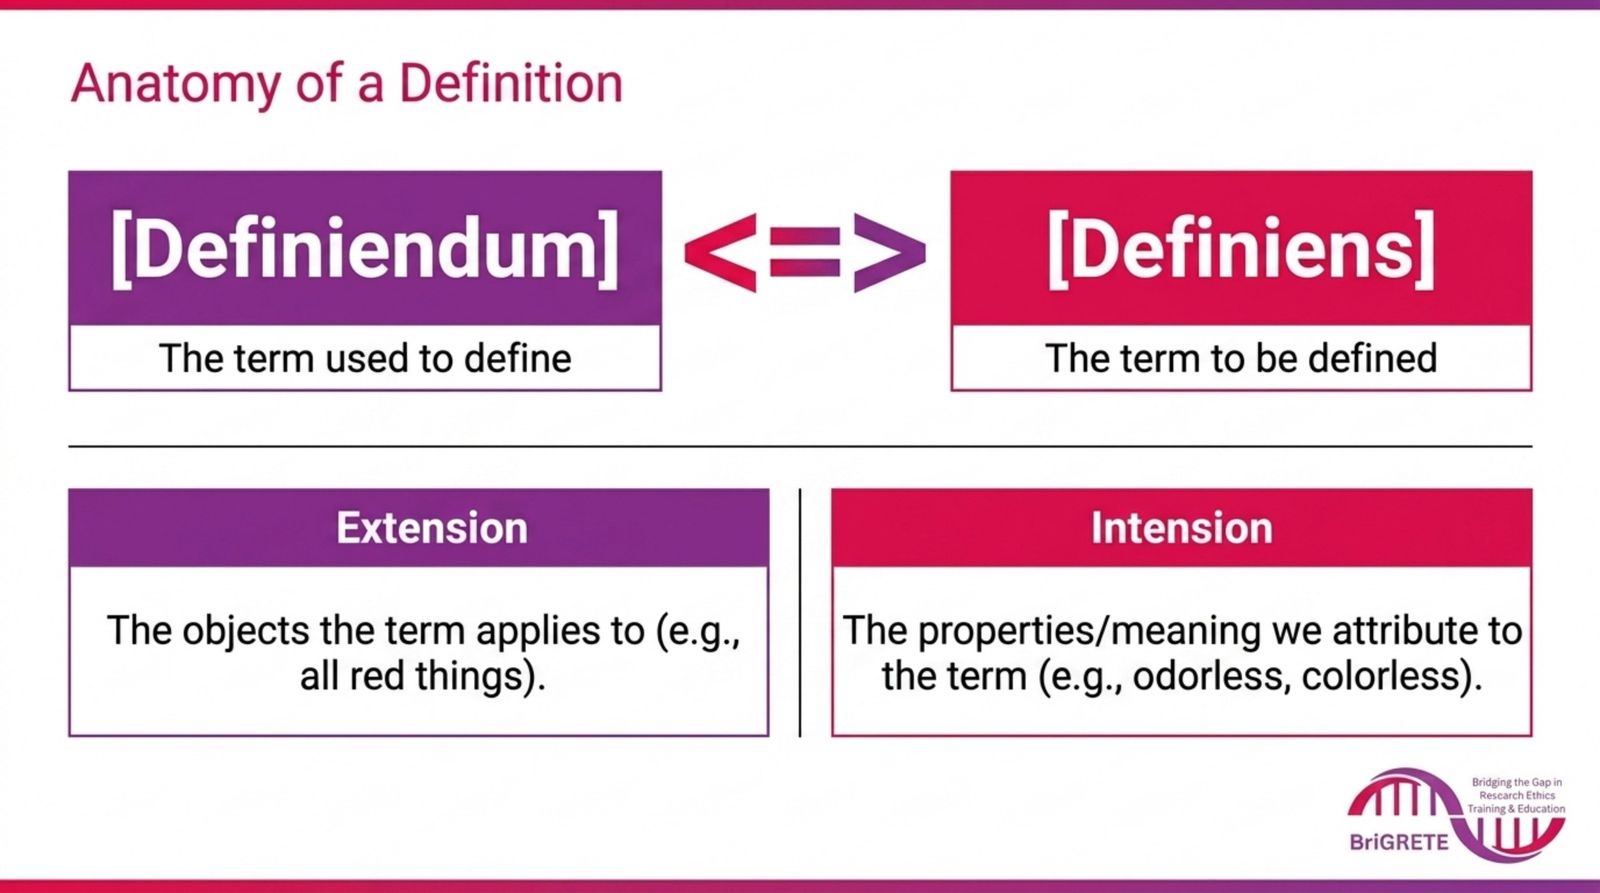 Anatomy of a Definition
[Definiendum] <=> [Definiens]
The term used to define
The term to be defined
Extension
The objects the term applies to (e.g.,
all red things).
Intension
The properties/meaning we attribute to
the term (e.g., odorless, colorless).
Bridging the Gap in
Research Ethics
Training & Education
BriGRETE